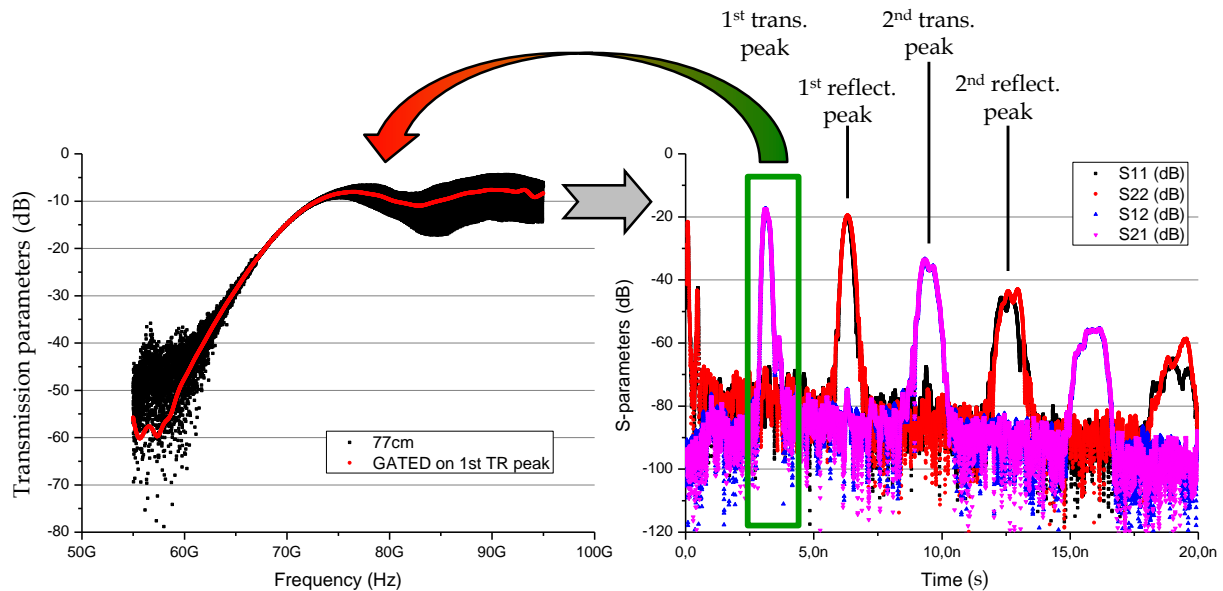 1st trans.
peak
2nd trans.
peak
1st reflect.
peak
2nd reflect.
peak
Transmission parameters (dB)
0
-10
-20
-30
-40
-50
-60
-70
-80
50G
60G
70G
80G
90G
100G
Frequency (Hz)
77cm
GATED on 1st TR peak
S-parameters (dB)
0
-20
-40
-60
-80
-100
-120
0,0
5,0n
10,0n
15,0n
20,0n
Time (s)
S11 (dB)
S22 (dB)
S12 (dB)
S21 (dB)